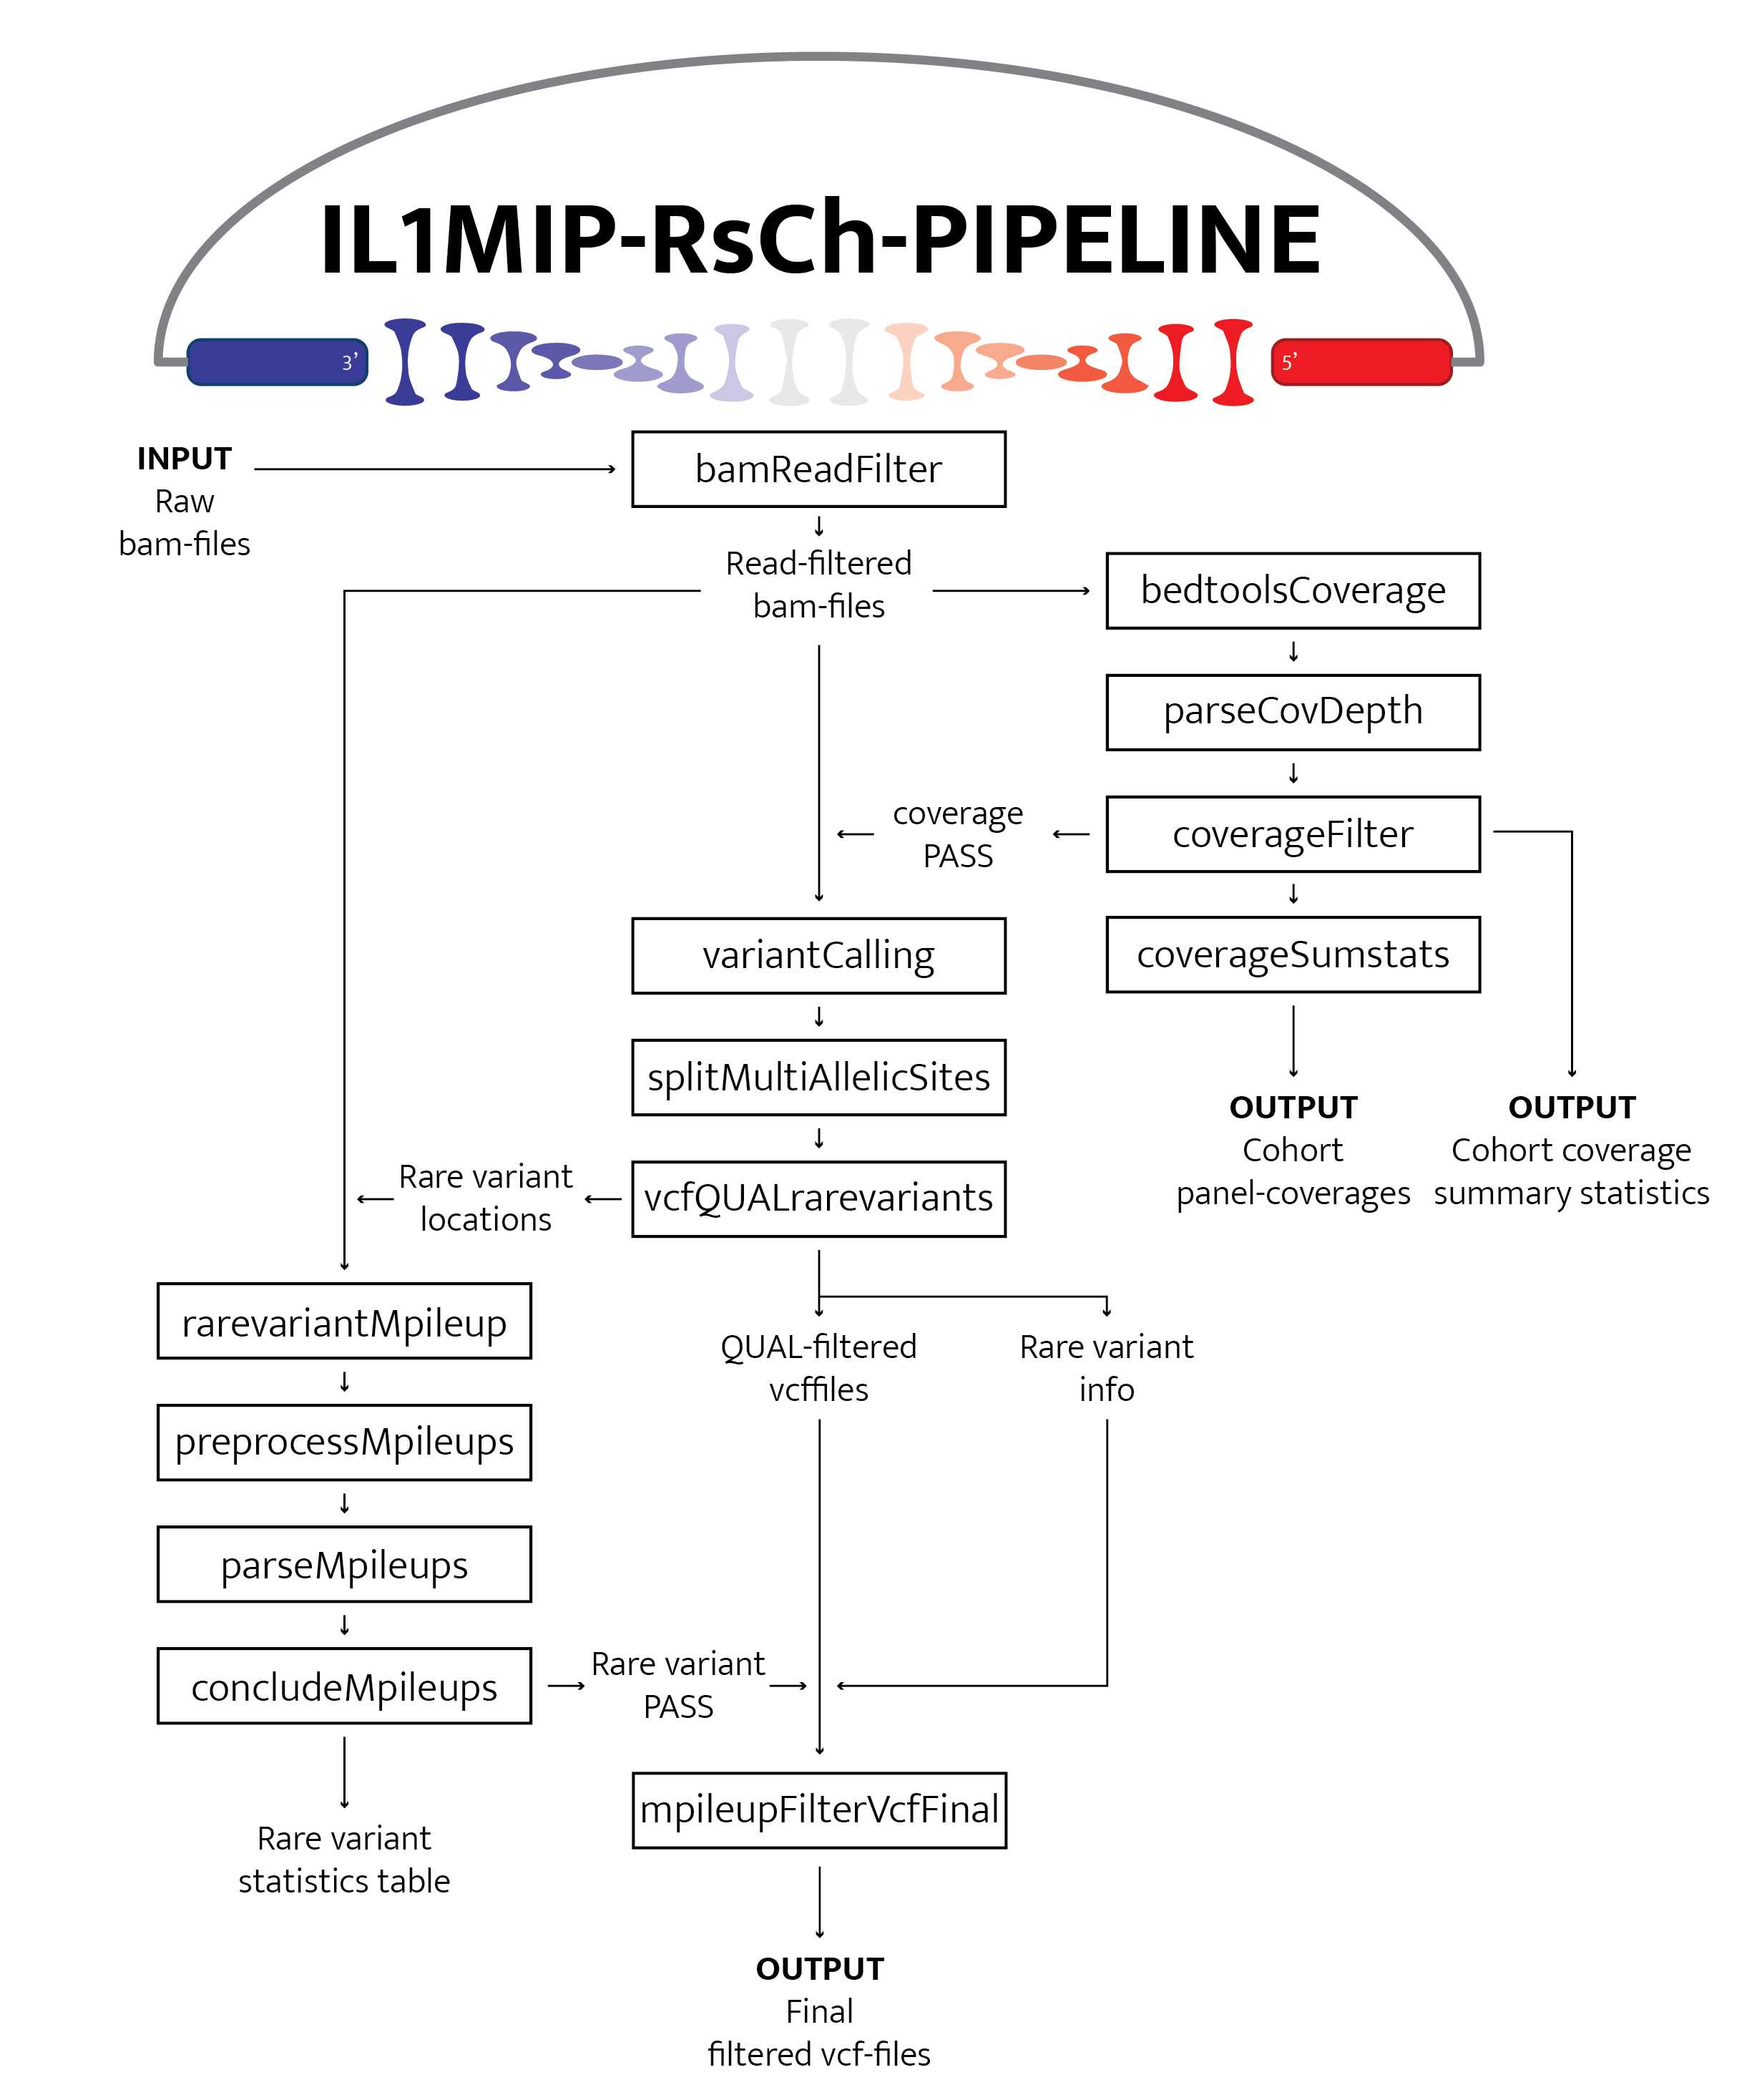 IL1MIP-RsCh-PIPELINE
3’
5’
INPUT
Raw
bam-files
bamReadFilter
Read-filtered
bam-files
bedtoolsCoverage
parseCovDepth
coverage
PASS
coverageFilter
variantCalling
coverageSumstats
splitMultiAllelicSites
OUTPUT
Cohort
panel-coverages
OUTPUT
Cohort coverage
summary statistics
Rare variant
locations
vcfQUALrarevariants
rarevariantMpileup
QUAL-filtered
vcffiles
Rare variant
info
preprocessMpileups
parseMpileups
concludeMpileups
Rare variant
PASS
mpileupFilterVcfFinal
Rare variant
statistics table
OUTPUT
Final
filtered vcf-files